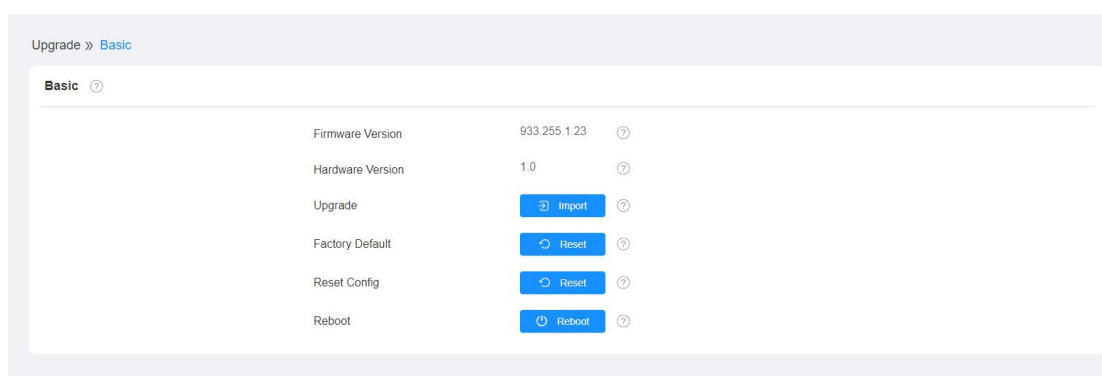 Upgrade » Basic
Basic ?
Firmware Version 933.255.1.23 ?
Hardware Version 1.0 ?
Upgrade Import ?
Factory Default Reset ?
Reset Config Reset ?
Reboot Reboot ?